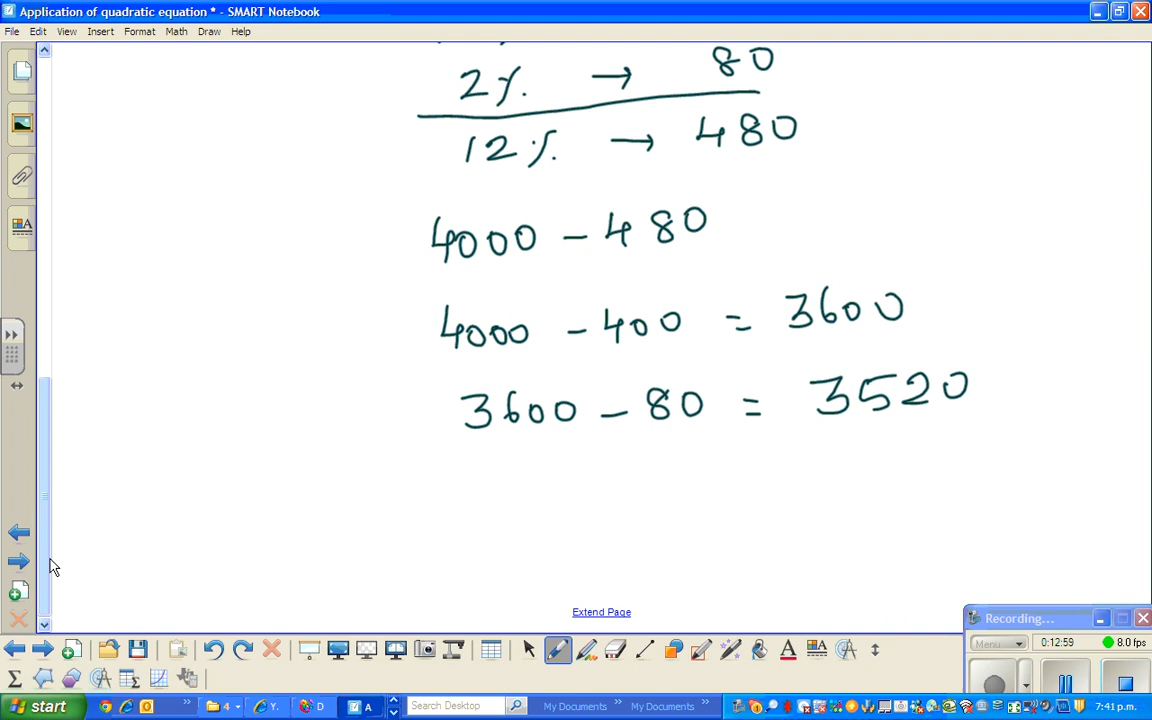 Application of quadratic equation * - SMART Notebook
File Edit View Insert Format Math Draw Help
2% → 80
12% → 480
4000 - 480
4000 - 400 = 3600
3600 - 80 = 3520
Extend Page
Recording...
Menu 0:12:59 8.0 fps
start 4 Y. D A Search Desktop My Documents My Documents 7:41 p.m.